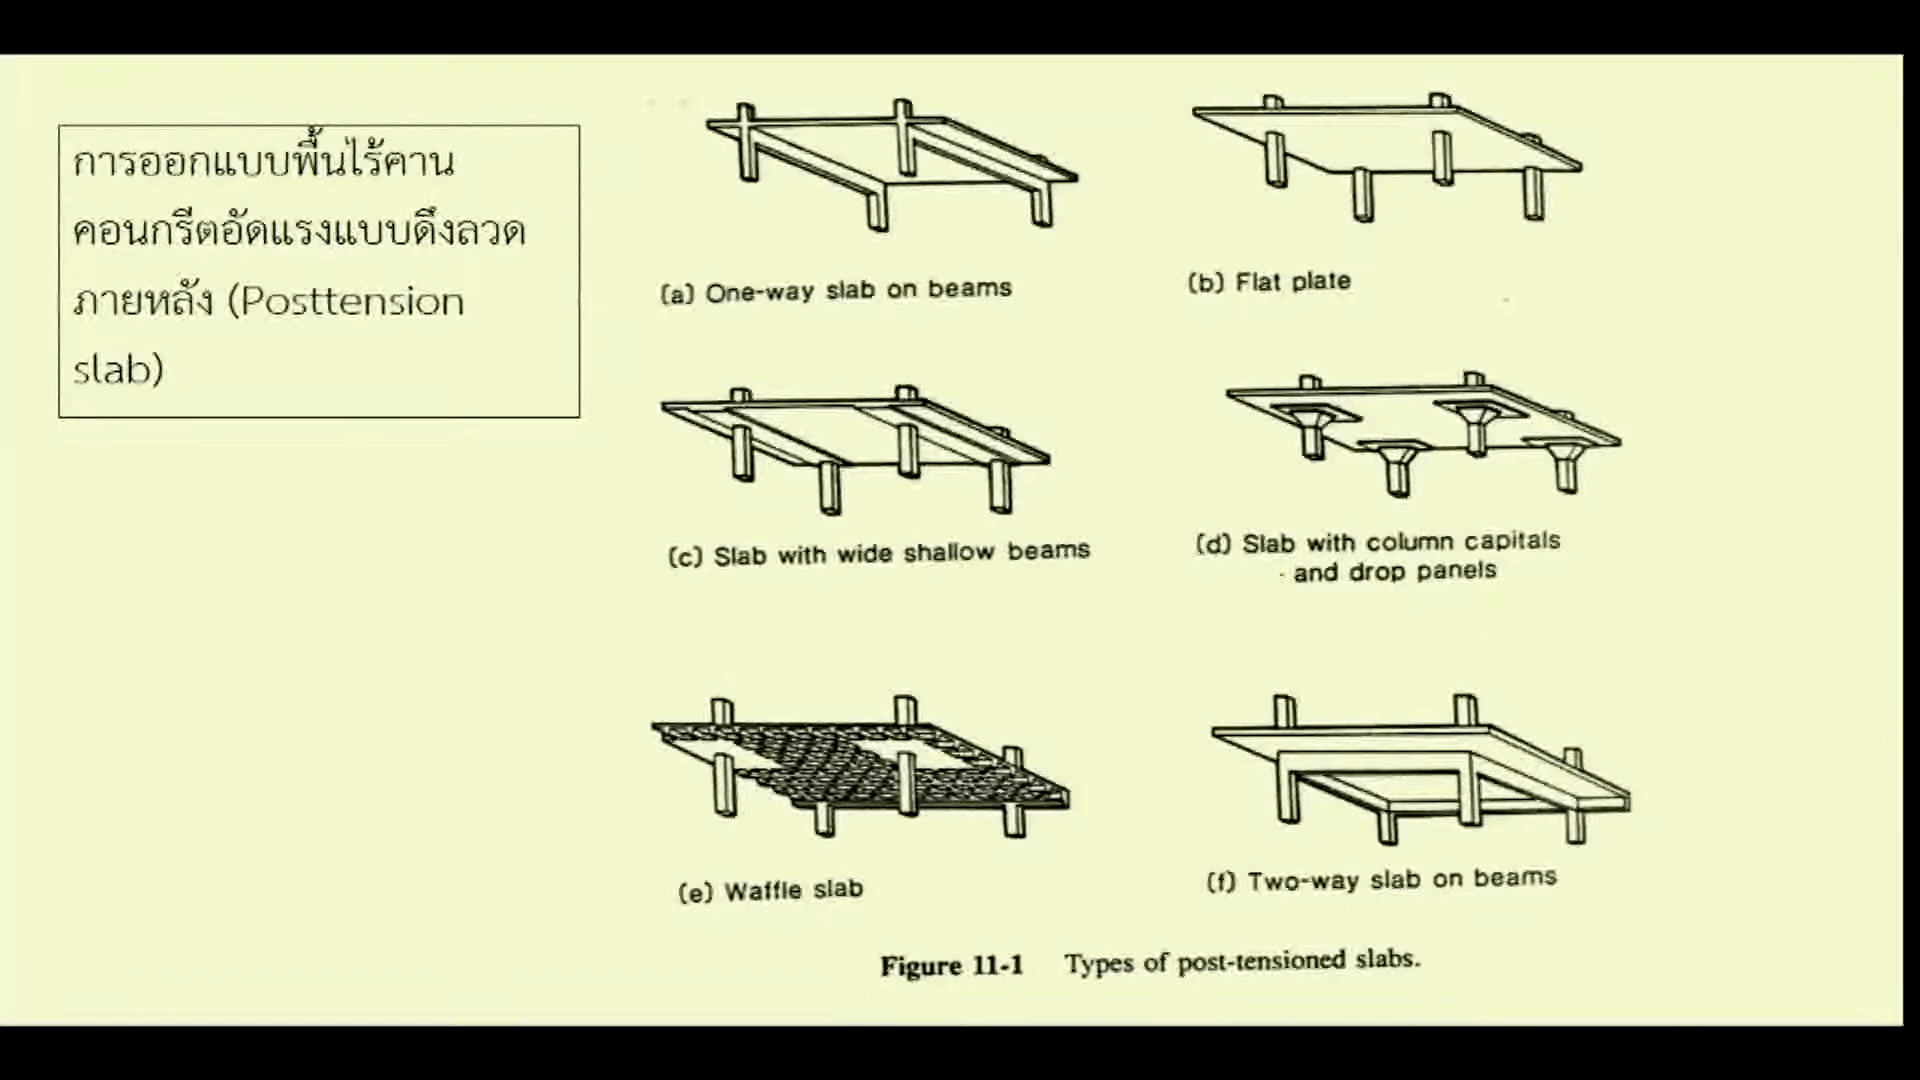 การออกแบบพื้นไร้คาน
คอนกรีตอัดแรงแบบดึงลวด
ภายหลัง (Posttension
slab)
(a) One-way slab on beams
(b) Flat plate
(c) Slab with wide shallow beams
(d) Slab with column capitals
and drop panels
(e) Waffle slab
(f) Two-way slab on beams
Figure 11-1 Types of post-tensioned slabs.